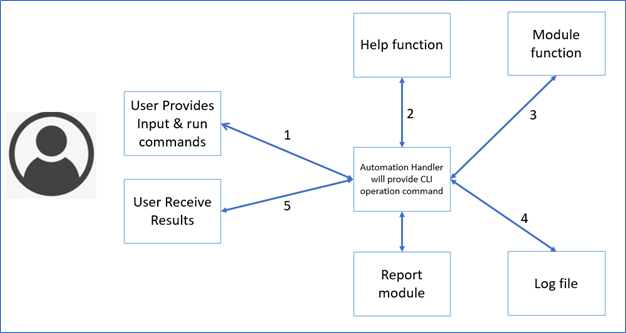 Help function
Module
function
User Provides
Input & run
commands
1
2
3
Automation Handler
will provide CLI
operation command
User Receive
Results
5
4
Report
module
Log file